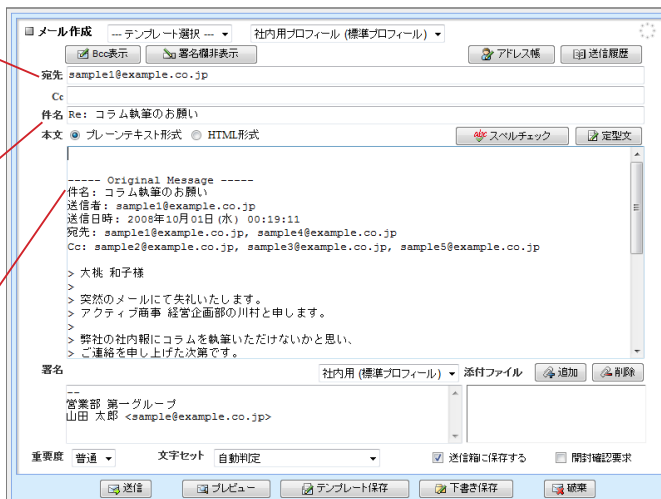 メール作成 --- テンプレート選択 --- 社内用プロフィール (標準プロフィール)
Bcc表示 署名欄非表示 アドレス帳 送信履歴
宛先 sample1@example.co.jp
Cc
件名 Re: コラム執筆のお願い
本文 プレーンテキスト形式 HTML形式 スペルチェック 定型文
----- Original Message -----
件名: コラム執筆のお願い
送信者: sample1@example.co.jp
送信日時: 2008年10月01日 (水) 00:19:11
宛先: sample1@example.co.jp, sample4@example.co.jp
Cc: sample2@example.co.jp, sample3@example.co.jp, sample5@example.co.jp
> 大桃 和子様
>
> 突然のメールにて失礼いたします。
> アクティブ商事 経営企画部の川村と申します。
>
> 弊社の社内報にコラムを執筆いただけないかと思い、
> ご連絡を申し上げた次第です。
署名 社内用 (標準プロフィール) 添付ファイル 追加 削除
--
営業部 第一グループ
山田 太郎 <sample@example.co.jp>
重要度 普通 文字セット 自動判定 送信箱に保存する 開封確認要求
送信 プレビュー テンプレート保存 下書き保存 破棄